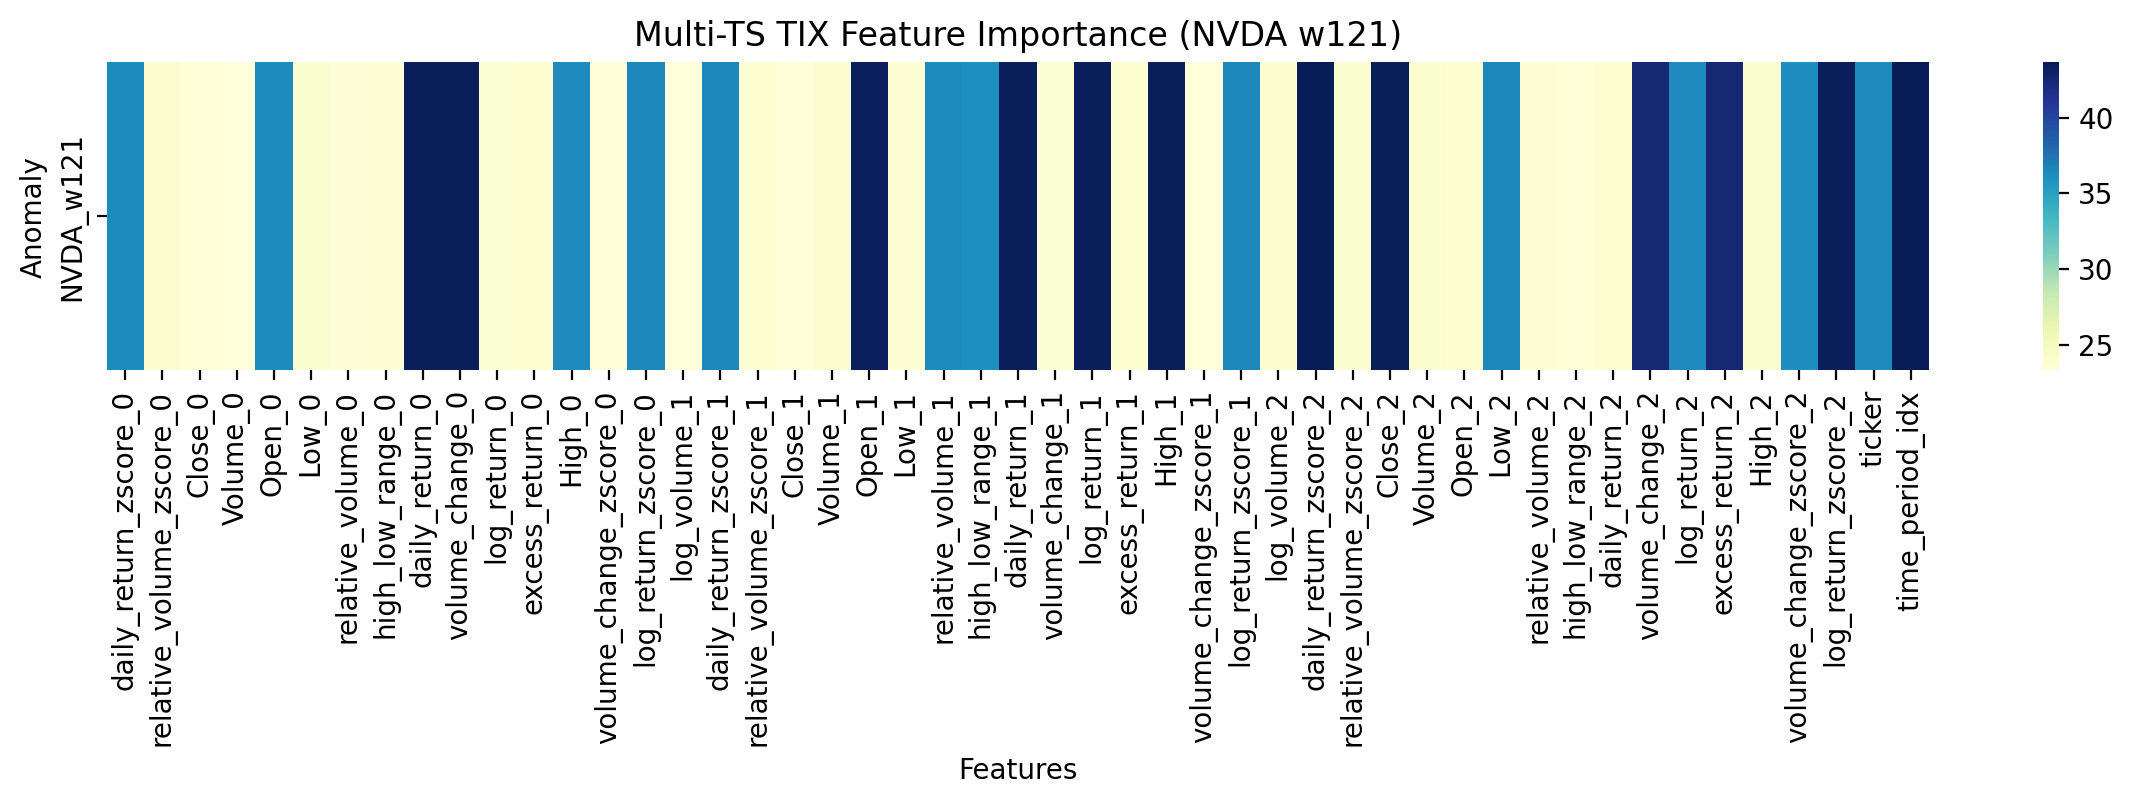 Multi-TS TIX Feature Importance (NVDA w121)
Anomaly
NVDA_w121
40
35
30
25
daily_return_zscore_0
relative_volume_zscore_0
Close_0
Volume_0
Open_0
Low_0
relative_volume_0
high_low_range_0
daily_return_0
volume_change_0
log_return_0
excess_return_0
High_0
volume_change_zscore_0
log_return_zscore_0
log_volume_1
daily_return_zscore_1
relative_volume_zscore_1
Close_1
Volume_1
Open_1
Low_1
relative_volume_1
high_low_range_1
daily_return_1
volume_change_1
log_return_1
excess_return_1
High_1
volume_change_zscore_1
log_return_zscore_1
log_volume_2
daily_return_zscore_2
relative_volume_zscore_2
Close_2
Volume_2
Open_2
Low_2
relative_volume_2
high_low_range_2
daily_return_2
volume_change_2
log_return_2
excess_return_2
High_2
volume_change_zscore_2
log_return_zscore_2
ticker
time_period_idx
Features